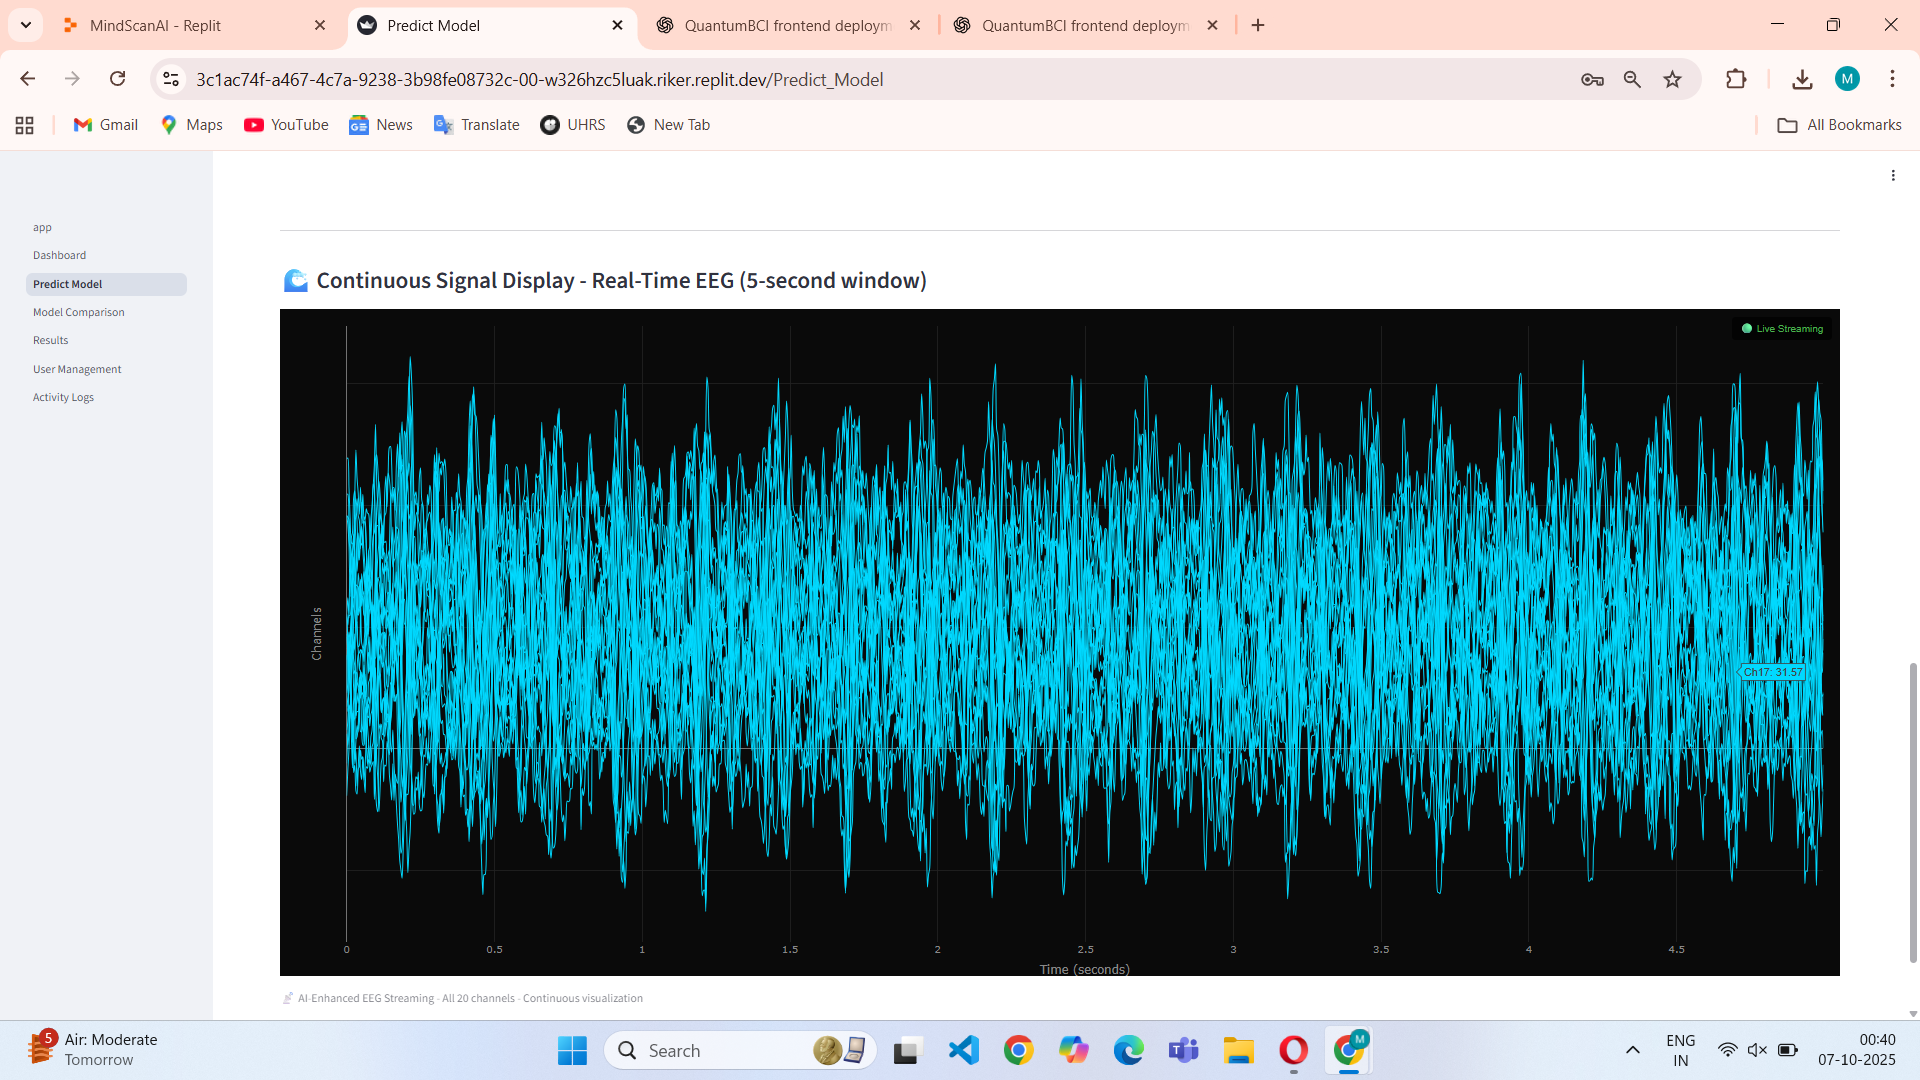 MindScanAI - Replit
Predict Model
QuantumBCI frontend deploym
QuantumBCI frontend deploym
3c1ac74f-a467-4c7a-9238-3b98fe08732c-00-w326hzc5luak.riker.replit.dev/Predict_Model
M
Gmail
Maps
YouTube
News
Translate
UHRS
New Tab
All Bookmarks
app
Dashboard
Predict Model
Model Comparison
Results
User Management
Activity Logs
Continuous Signal Display - Real-Time EEG (5-second window)
Live Streaming
Channels
Ch17: 31.57
0 0.5 1 1.5 2 2.5 3 3.5 4 4.5
Time (seconds)
AI-Enhanced EEG Streaming · All 20 channels · Continuous visualization
5
Air: Moderate
Tomorrow
Search
M
ENG
IN
00:40
07-10-2025